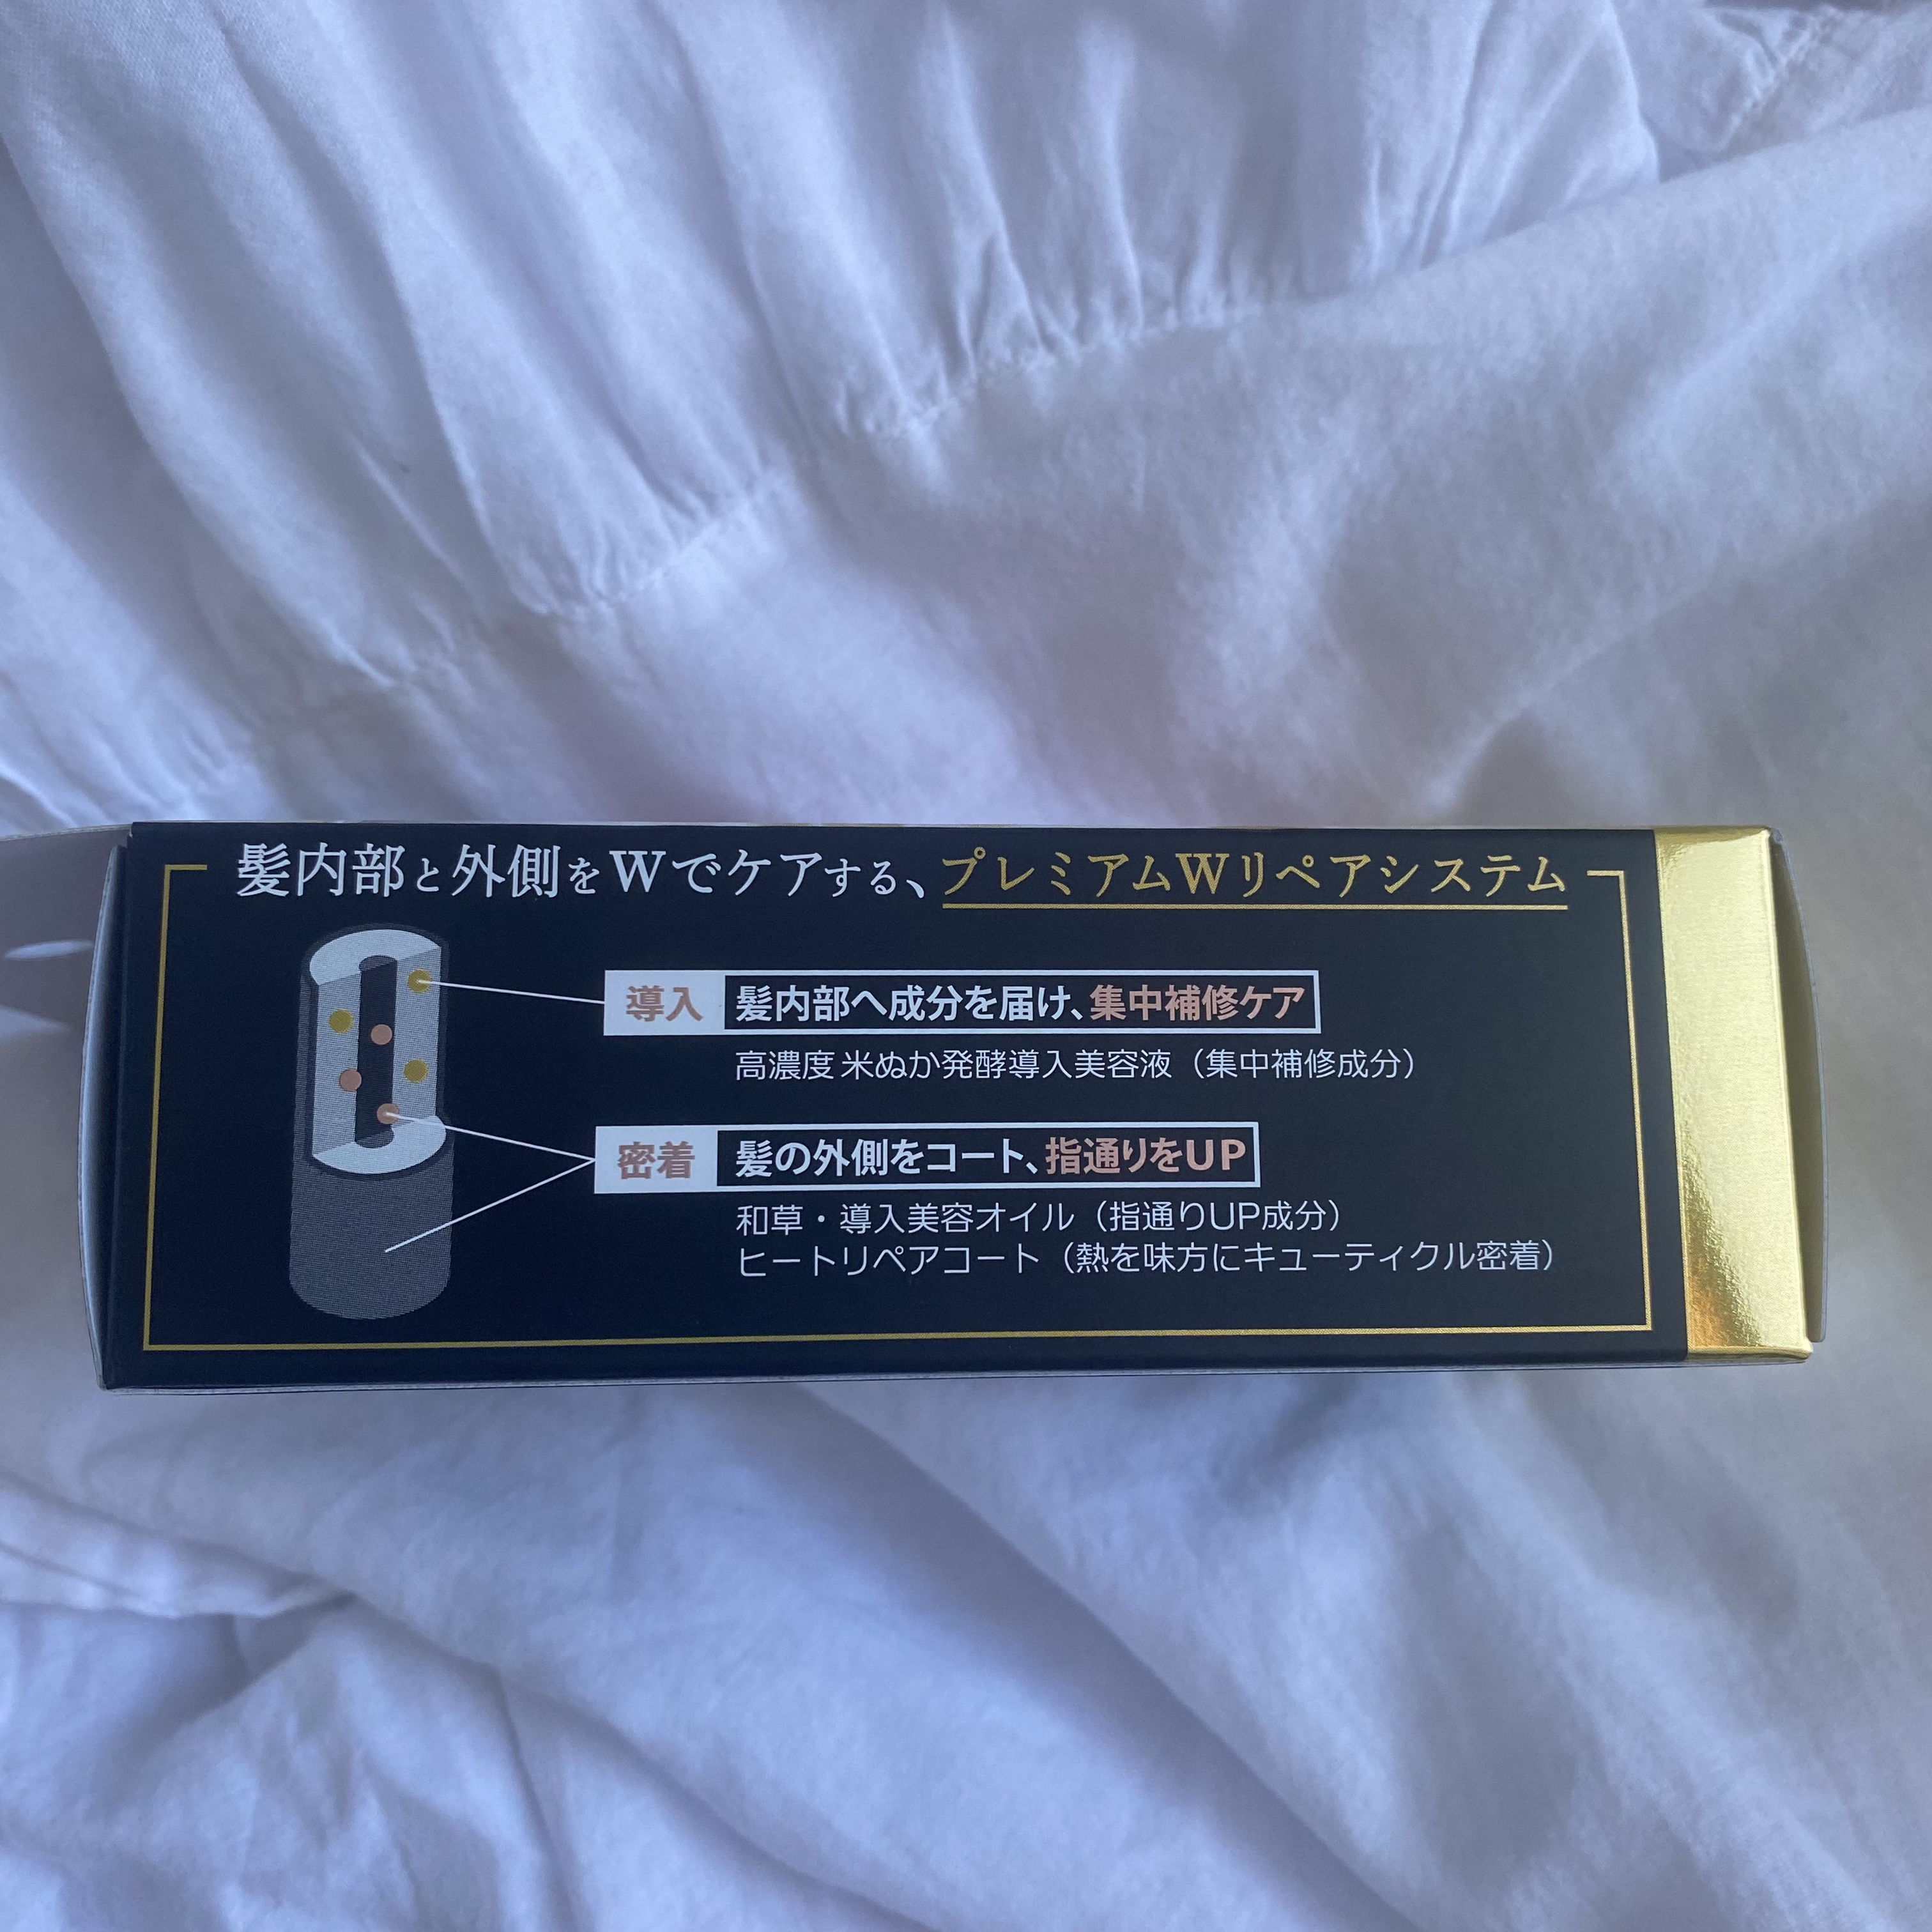 髪内部と外側をWでケアする、プレミアムWリペアシステム
導入 髪内部へ成分を届け、集中補修ケア
高濃度 米ぬか発酵導入美容液（集中補修成分）
密着 髪の外側をコート、指通りをUP
和草・導入美容オイル（指通りUP成分）
ヒートリペアコート（熱を味方にキューティクル密着）